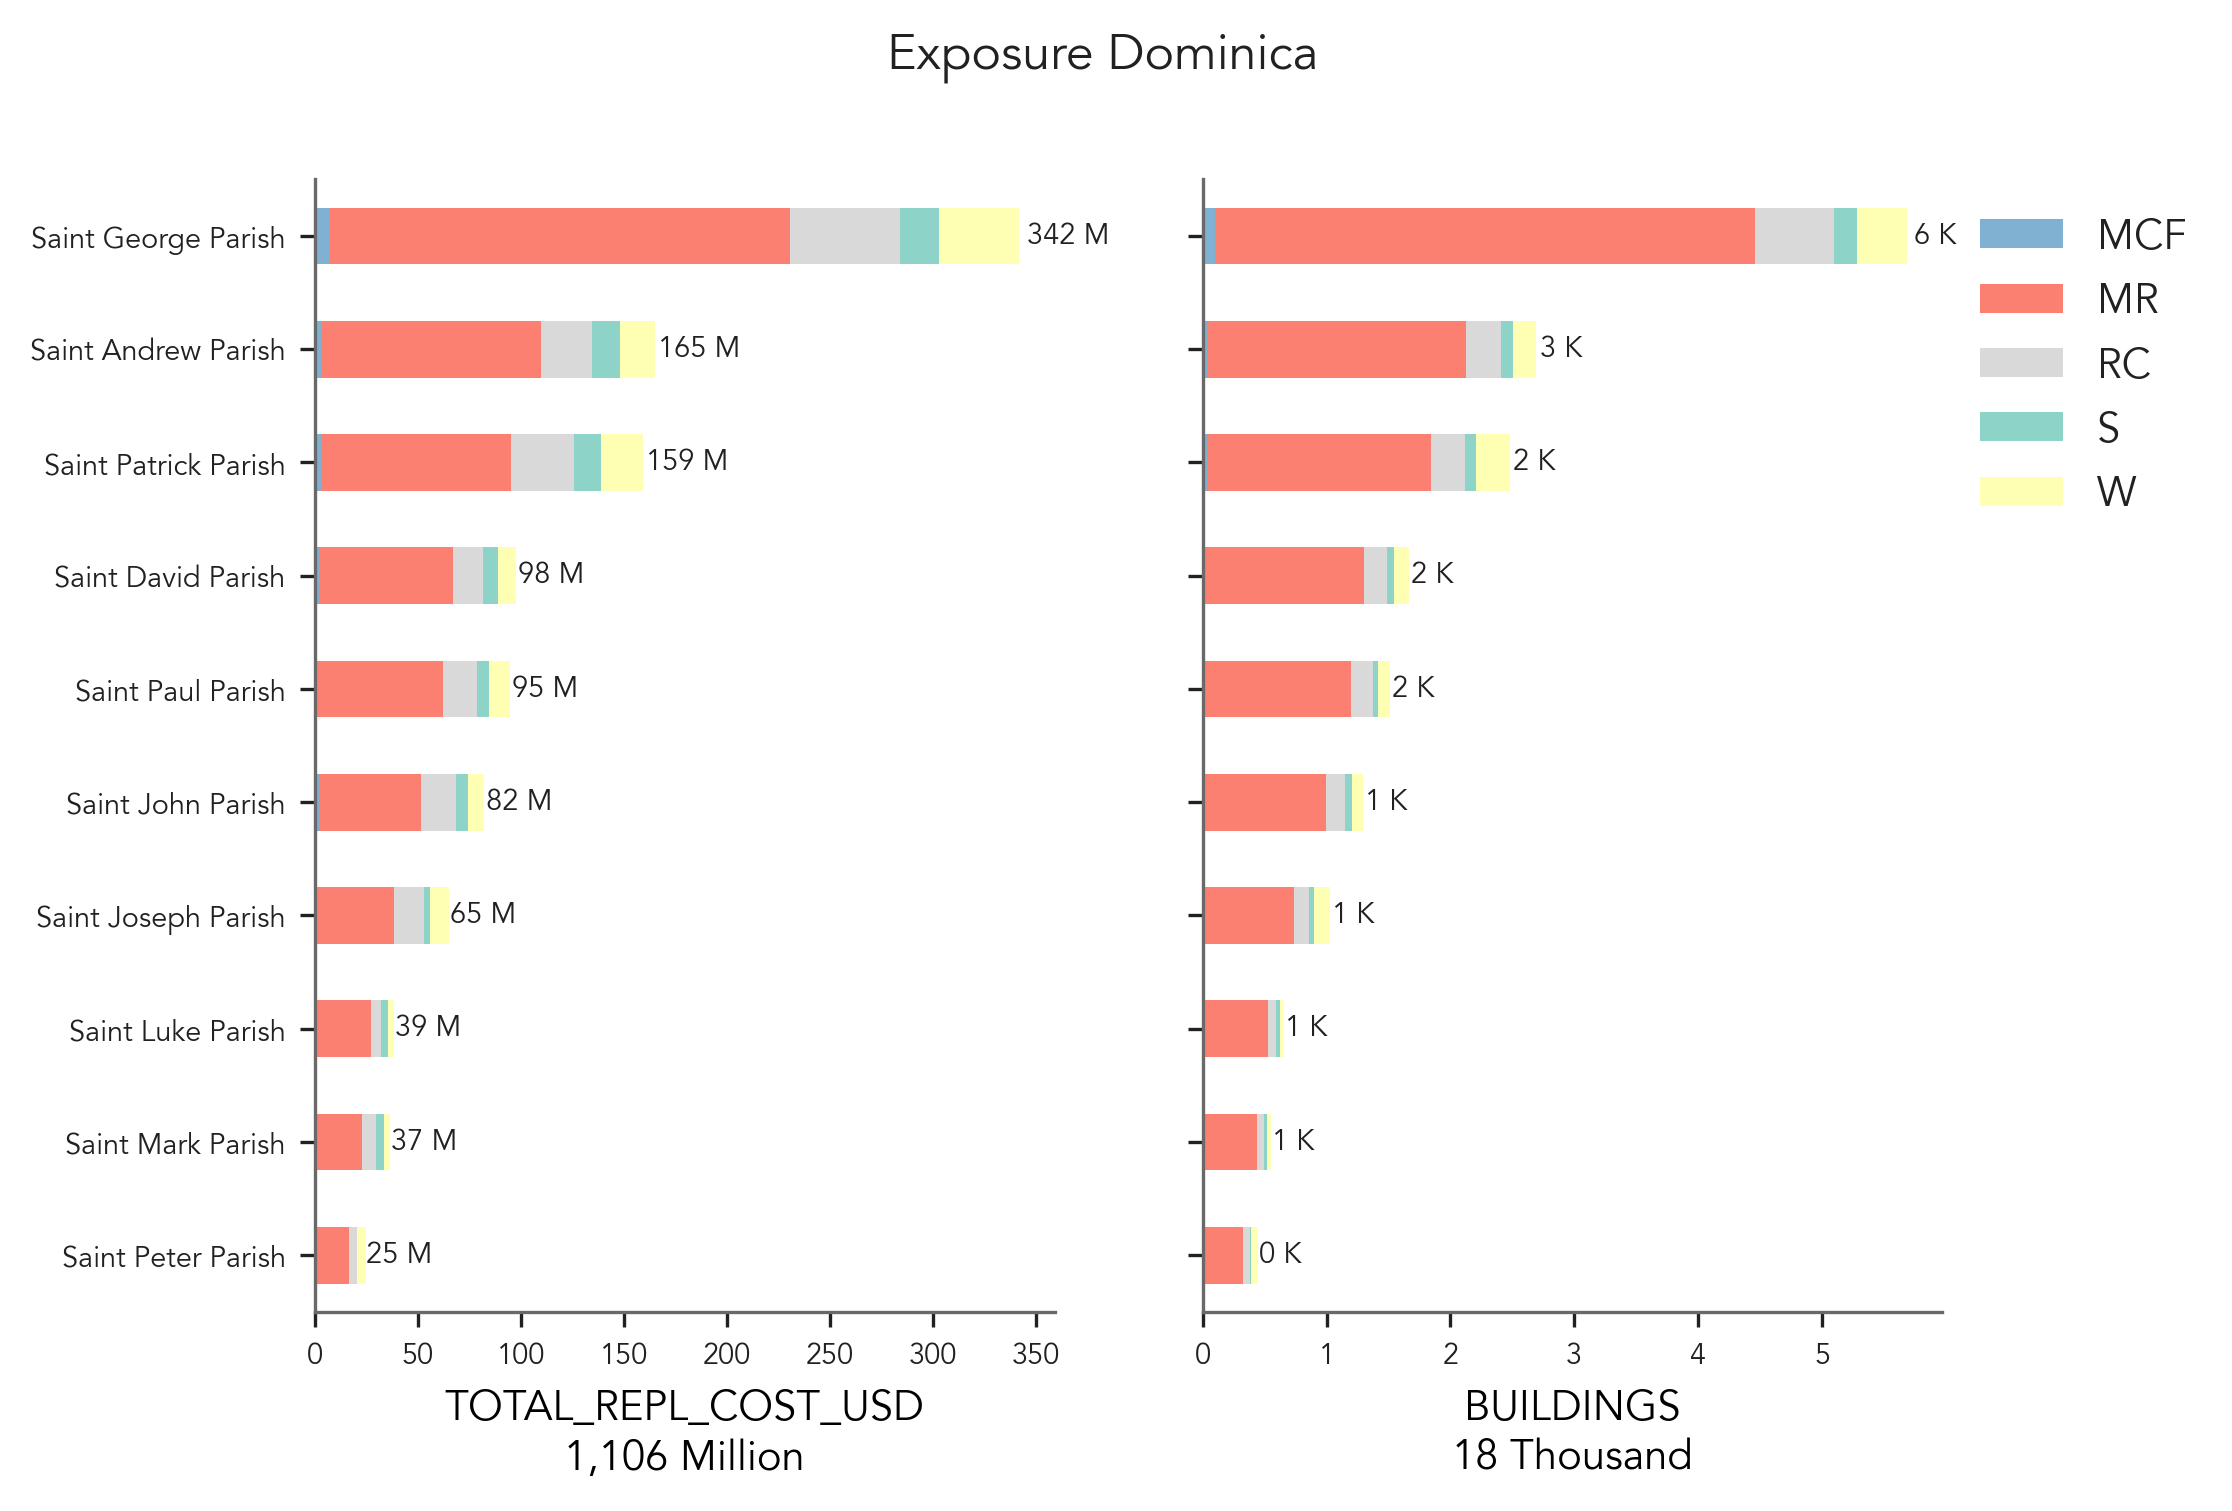 Exposure Dominica
Saint George Parish
342 M
6 K
Saint Andrew Parish
165 M
3 K
Saint Patrick Parish
159 M
2 K
Saint David Parish
98 M
2 K
Saint Paul Parish
95 M
2 K
Saint John Parish
82 M
1 K
Saint Joseph Parish
65 M
1 K
Saint Luke Parish
39 M
1 K
Saint Mark Parish
37 M
1 K
Saint Peter Parish
25 M
0 K
MCF
MR
RC
S
W
0 50 100 150 200 250 300 350
TOTAL_REPL_COST_USD
1,106 Million
0 1 2 3 4 5
BUILDINGS
18 Thousand